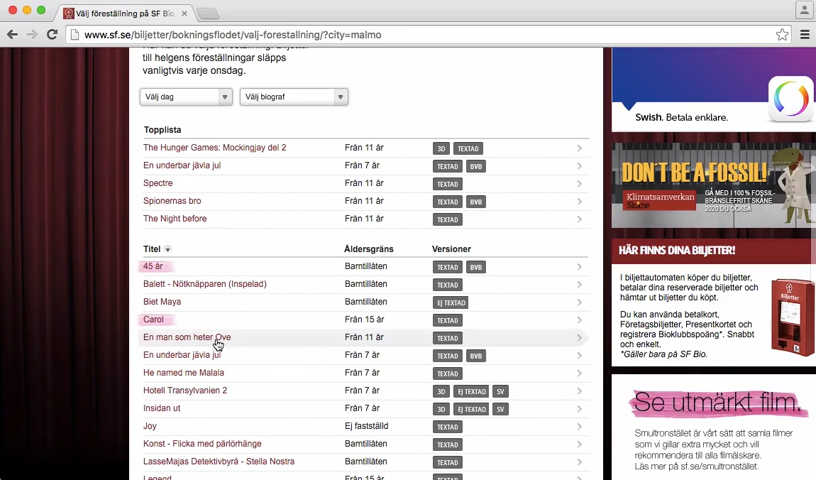 Välj föreställning på SF Bio
www.sf.se/biljetter/bokningsflodet/valj-forestallning/?city=malmo
till helgens föreställningar släpps
vanligtvis varje onsdag.
Välj dag
Välj biograf
Topplista
The Hunger Games: Mockingjay del 2 Från 11 år 3D TEXTAD
En underbar jävla jul Från 7 år TEXTAD BVB
Spectre Från 11 år TEXTAD
Spionernas bro Från 11 år TEXTAD BVB
The Night before Från 11 år TEXTAD
Titel Åldersgräns Versioner
45 år Barntillåten TEXTAD BVB
Balett - Nötknäpparen (Inspelad) Barntillåten TEXTAD
Biet Maya Barntillåten EJ TEXTAD
Carol Från 15 år TEXTAD
En man som heter Ove Från 11 år TEXTAD
En underbar jävla jul Från 7 år TEXTAD BVB
He named me Malala Från 7 år TEXTAD
Hotell Transylvanien 2 Från 7 år 3D EJ TEXTAD SV
Insidan ut Från 7 år 3D EJ TEXTAD SV
Joy Ej fastställd TEXTAD
Konst - Flicka med pärlörhänge Barntillåten TEXTAD
LasseMajas Detektivbyrå - Stella Nostra Barntillåten TEXTAD
Legend Från 15 år TEXTAD
Swish. Betala enklare.
DON'T BE A FOSSIL!
Klimatsamverkan
Skåne
GÅ MED I 100 % FOSSIL-
BRÄNSLEFRITT SKÅNE
2020 DU OCKSÅ
HÄR FINNS DINA BILJETTER!
I biljettautomaten köper du biljetter,
betalar dina reserverade biljetter och
hämtar ut biljetter du köpt.
Du kan använda betalkort,
Företagsbiljetter, Presentkortet och
registrera Bioklubbspoäng*. Snabbt
och enkelt.
*Gäller bara på SF Bio.
Biljetter
Se utmärkt film.
Smultronstället är vårt sätt att samla filmer
som vi gillar extra mycket och vill
rekommendera till alla filmälskare.
Läs mer på sf.se/smultronstället.